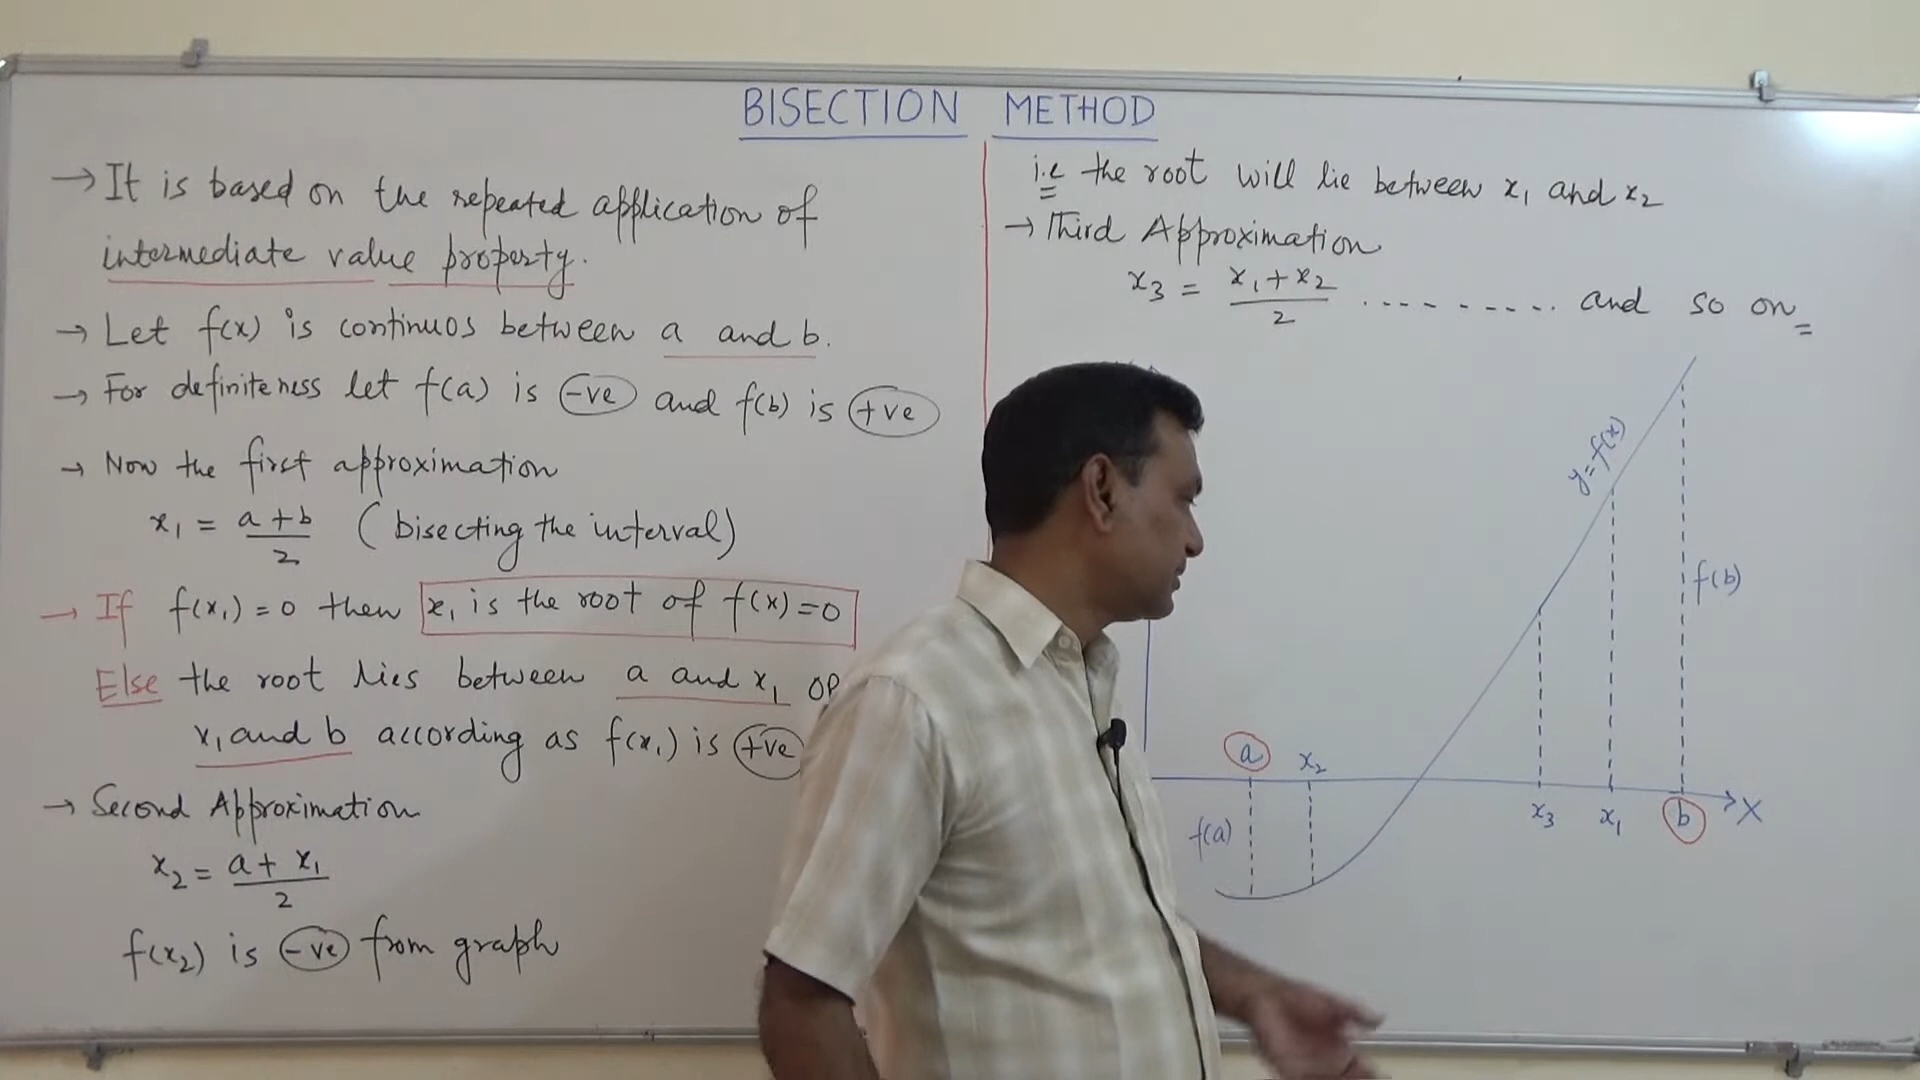 BISECTION METHOD
→ It is based on the repeated application of
intermediate value property.
→ Let f(x) is continuos between a and b.
→ For definiteness let f(a) is -ve and f(b) is +ve
→ Now the first approximation
x₁ = a+b/2 (bisecting the interval)
→ If f(x₁)=0 then x₁ is the root of f(x)=0
Else the root lies between a and x₁ OR
x₁ and b according as f(x₁) is +ve
→ Second Approximation
x₂ = a+x₁/2
f(x₂) is -ve from graph
i.e the root will lie between x₁ and x₂
→ Third Approximation
x₃ = x₁+x₂/2 .......... and so on
y=f(x)
f(b)
a x₂
x₃ x₁ b X
f(a)